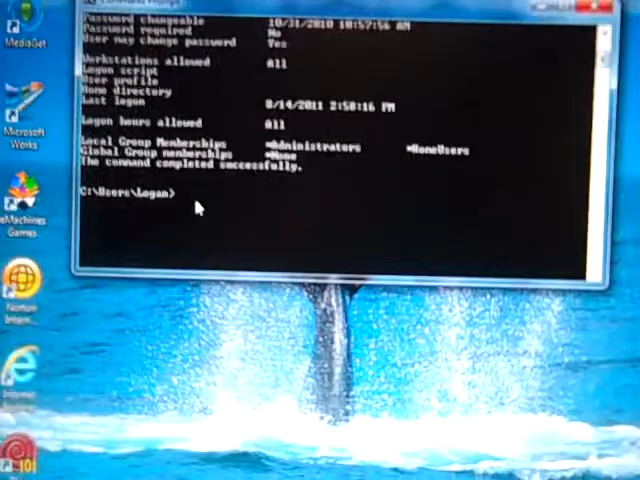 MediaGet
Microsoft
Works
eMachines
Games
Norton
Command Prompt
Password changeable 10/31/2010 10:57:56 AM
Password required No
User may change password Yes
Workstations allowed All
Logon script
User profile
Home directory
Last logon 8/14/2011 2:58:16 PM
Logon hours allowed All
Local Group Memberships *Administrators *HomeUsers
Global Group memberships *None
The command completed successfully.
C:\Users\Logan>